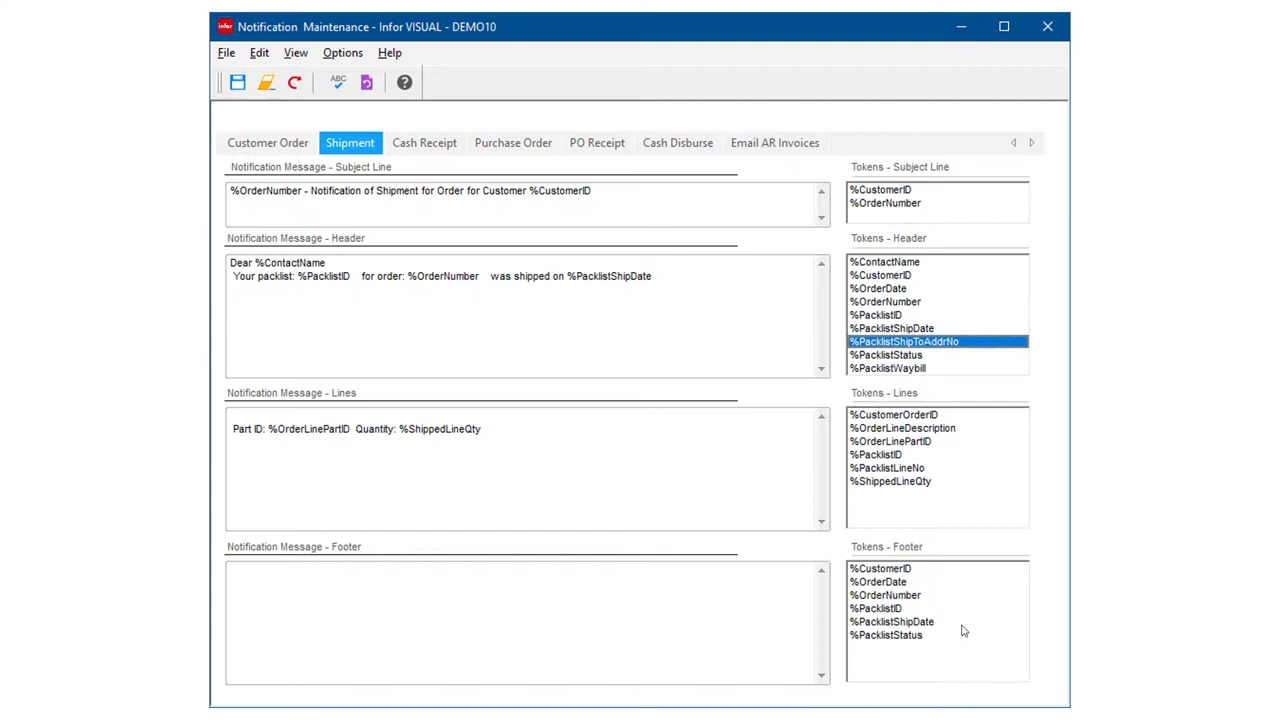 infor Notification Maintenance - Infor VISUAL - DEMO10
File Edit View Options Help
ABC
Customer Order Shipment Cash Receipt Purchase Order PO Receipt Cash Disburse Email AR Invoices
Notification Message - Subject Line
%OrderNumber - Notification of Shipment for Order for Customer %CustomerID
Tokens - Subject Line
%CustomerID
%OrderNumber
Notification Message - Header
Dear %ContactName
Your packlist: %PacklistID for order: %OrderNumber was shipped on %PacklistShipDate
Tokens - Header
%ContactName
%CustomerID
%OrderDate
%OrderNumber
%PacklistID
%PacklistShipDate
%PacklistShipToAddrNo
%PacklistStatus
%PacklistWaybill
Notification Message - Lines
Part ID: %OrderLinePartID Quantity: %ShippedLineQty
Tokens - Lines
%CustomerOrderID
%OrderLineDescription
%OrderLinePartID
%PacklistID
%PacklistLineNo
%ShippedLineQty
Notification Message - Footer
Tokens - Footer
%CustomerID
%OrderDate
%OrderNumber
%PacklistID
%PacklistShipDate
%PacklistStatus